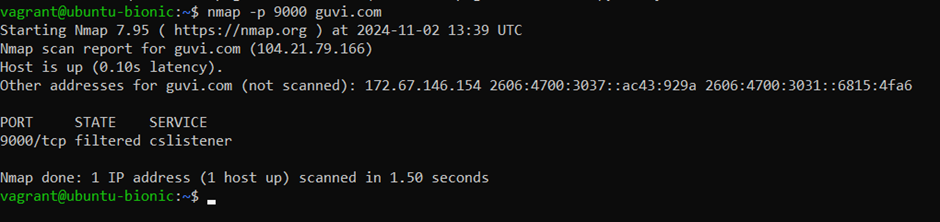 vagrant@ubuntu-bionic:~$ nmap -p 9000 guvi.com
Starting Nmap 7.95 ( https://nmap.org ) at 2024-11-02 13:39 UTC
Nmap scan report for guvi.com (104.21.79.166)
Host is up (0.10s latency).
Other addresses for guvi.com (not scanned): 172.67.146.154 2606:4700:3037::ac43:929a 2606:4700:3031::6815:4fa6
PORT     STATE    SERVICE
9000/tcp filtered cslistener
Nmap done: 1 IP address (1 host up) scanned in 1.50 seconds
vagrant@ubuntu-bionic:~$